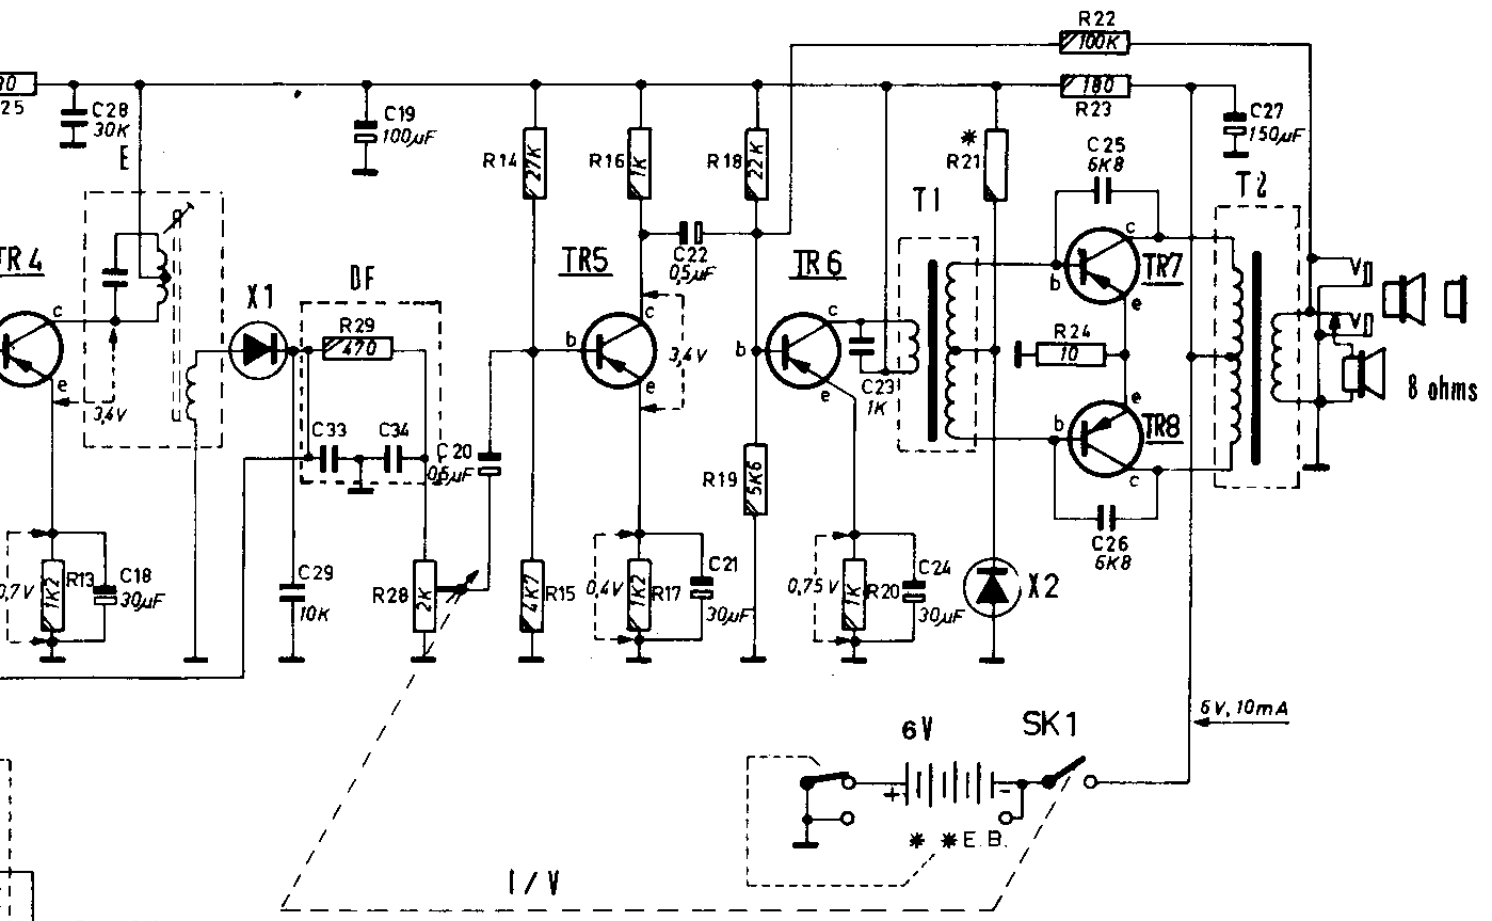 R22
100K
80
25
C28
30K
E
C19
100µF
R14
27K
R16
1K
R18
22K
*
R21
180
R23
C25
6K8
C27
150µF
T1
T2
TR4
c
e
3,4V
X1
DF
R29
470
C33
C34
C20
0,5µF
TR5
b
c
e
3,4V
C22
0,5µF
TR6
b
c
e
C23
1K
R19
5K6
TR7
b
c
e
R24
10
TR8
b
e
c
C26
6K8
V
V
8 ohms
0,7V
R13
1K2
C18
30µF
C29
10K
R28
2K
R15
4K7
0,4V
R17
1K2
C21
30µF
0,75 V
R20
1K
C24
30µF
X2
6V, 10mA
6V
SK1
+
-
* * E.B.
I / V